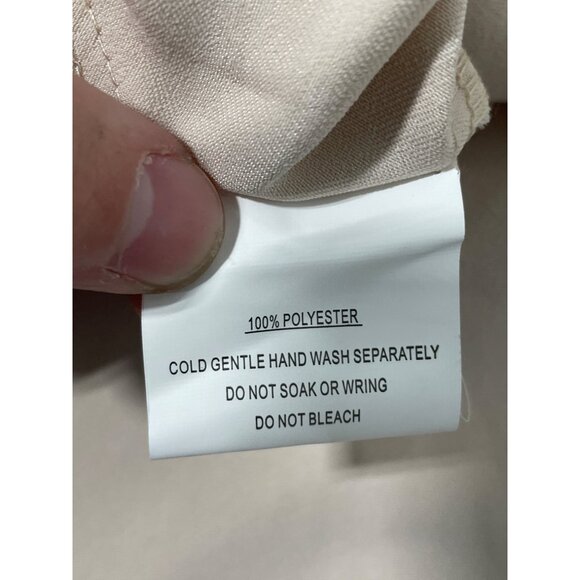 100% POLYESTER
COLD GENTLE HAND WASH SEPARATELY
DO NOT SOAK OR WRING
DO NOT BLEACH